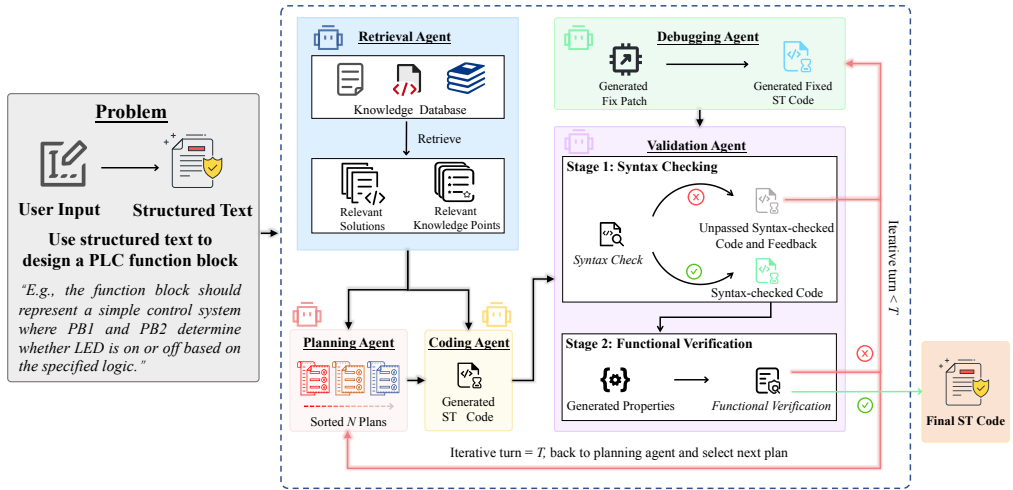 Problem
User Input
Structured Text
Use structured text to
design a PLC function block
"E.g., the function block should
represent a simple control system
where PB1 and PB2 determine
whether LED is on or off based on
the specified logic."
Retrieval Agent
Knowledge Database
Retrieve
Relevant
Solutions
Relevant
Knowledge Points
Planning Agent
Sorted N Plans
Coding Agent
Generated
ST Code
Debugging Agent
Generated
Fix Patch
Generated Fixed
ST Code
Validation Agent
Stage 1: Syntax Checking
Syntax Check
Unpassed Syntax-checked
Code and Feedback
Syntax-checked Code
Stage 2: Functional Verification
Generated Properties
Functional Verification
Iterative turn < T
Iterative turn = T, back to planning agent and select next plan
Final ST Code